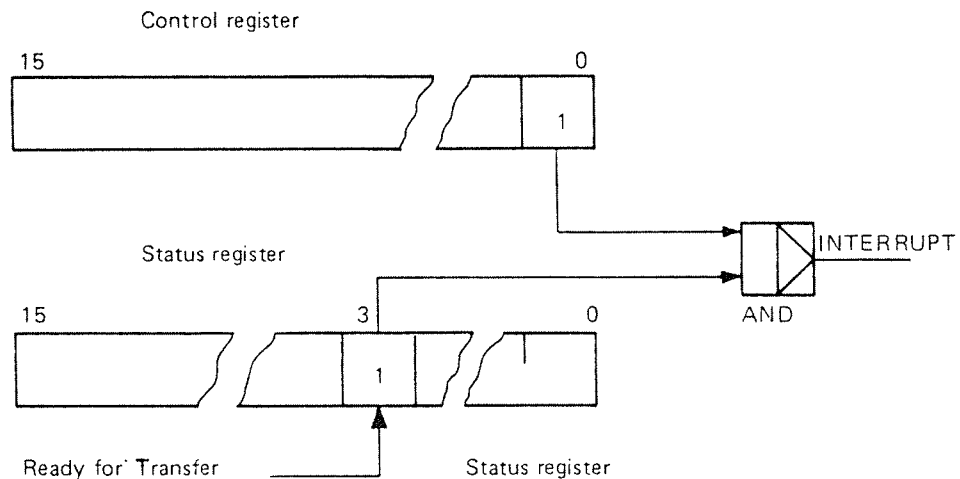 Control register
15 0
1
INTERRUPT
Status register
AND
15 3 0
1
Ready for Transfer Status register